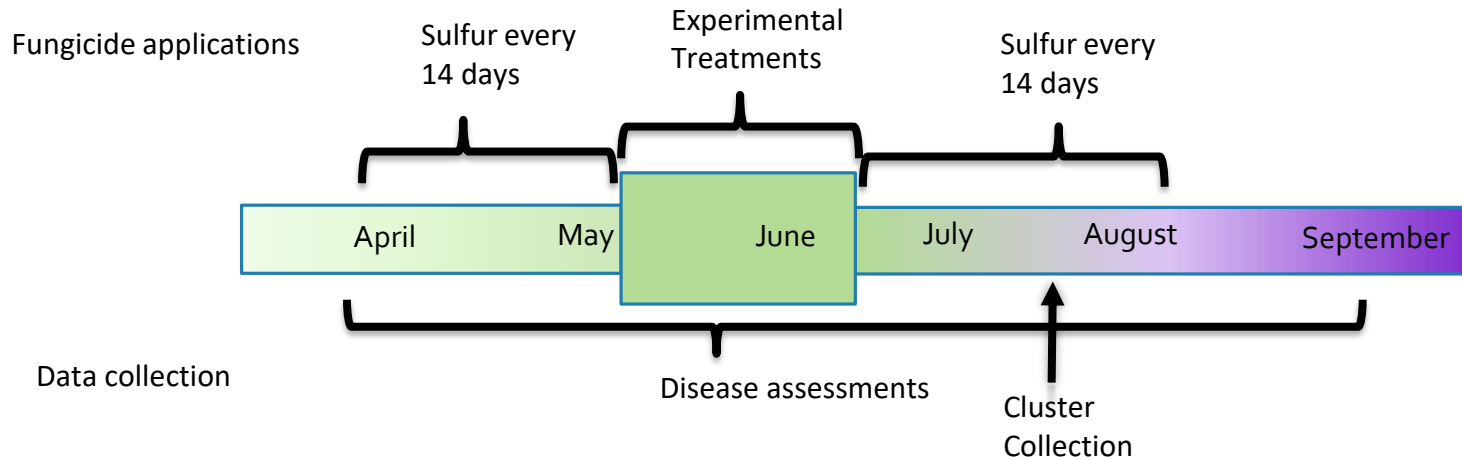 Fungicide applications
Sulfur every
14 days
Experimental
Treatments
Sulfur every
14 days
April
May
June
July
August
September
Data collection
Disease assessments
Cluster
Collection